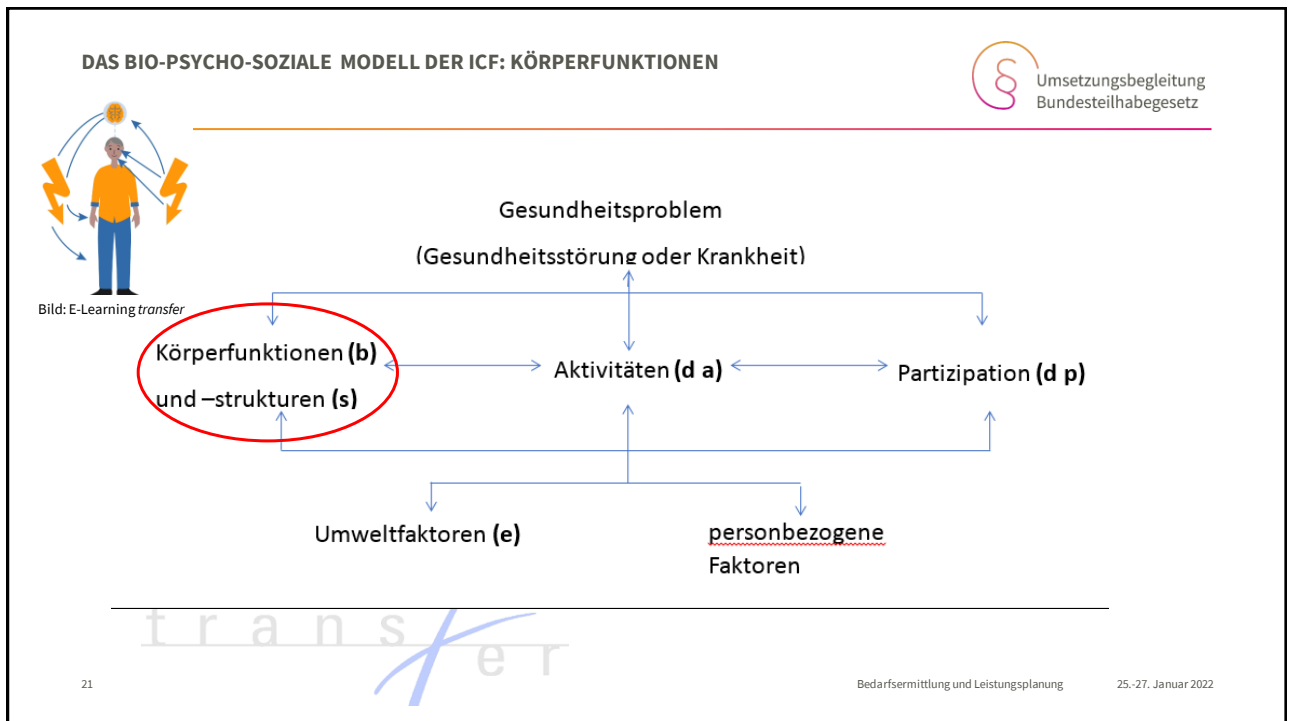 DAS BIO-PSYCHO-SOZIALE MODELL DER ICF: KÖRPERFUNKTIONEN
Umsetzungsbegleitung
Bundesteilhabegesetz
Gesundheitsproblem
(Gesundheitsstörung oder Krankheit)
Bild: E-Learning transfer
Körperfunktionen (b)
und –strukturen (s)
Aktivitäten (d a)
Partizipation (d p)
Umweltfaktoren (e)
personbezogene
Faktoren
transfer
21
Bedarfsermittlung und Leistungsplanung
25.-27. Januar 2022